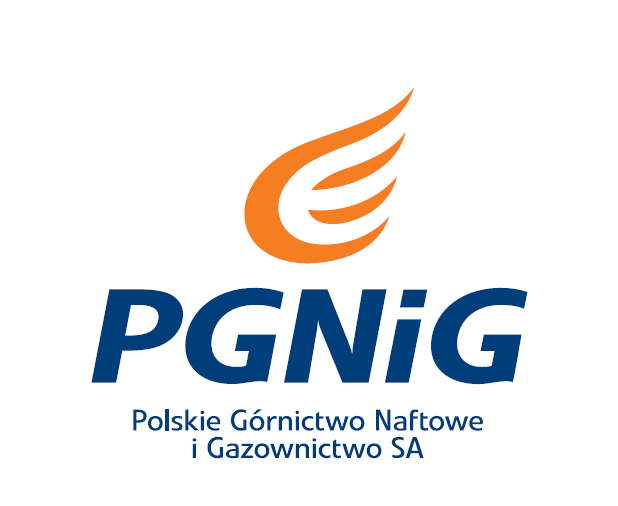 PGNiG
Polskie Górnictwo Naftowe
i Gazownictwo SA